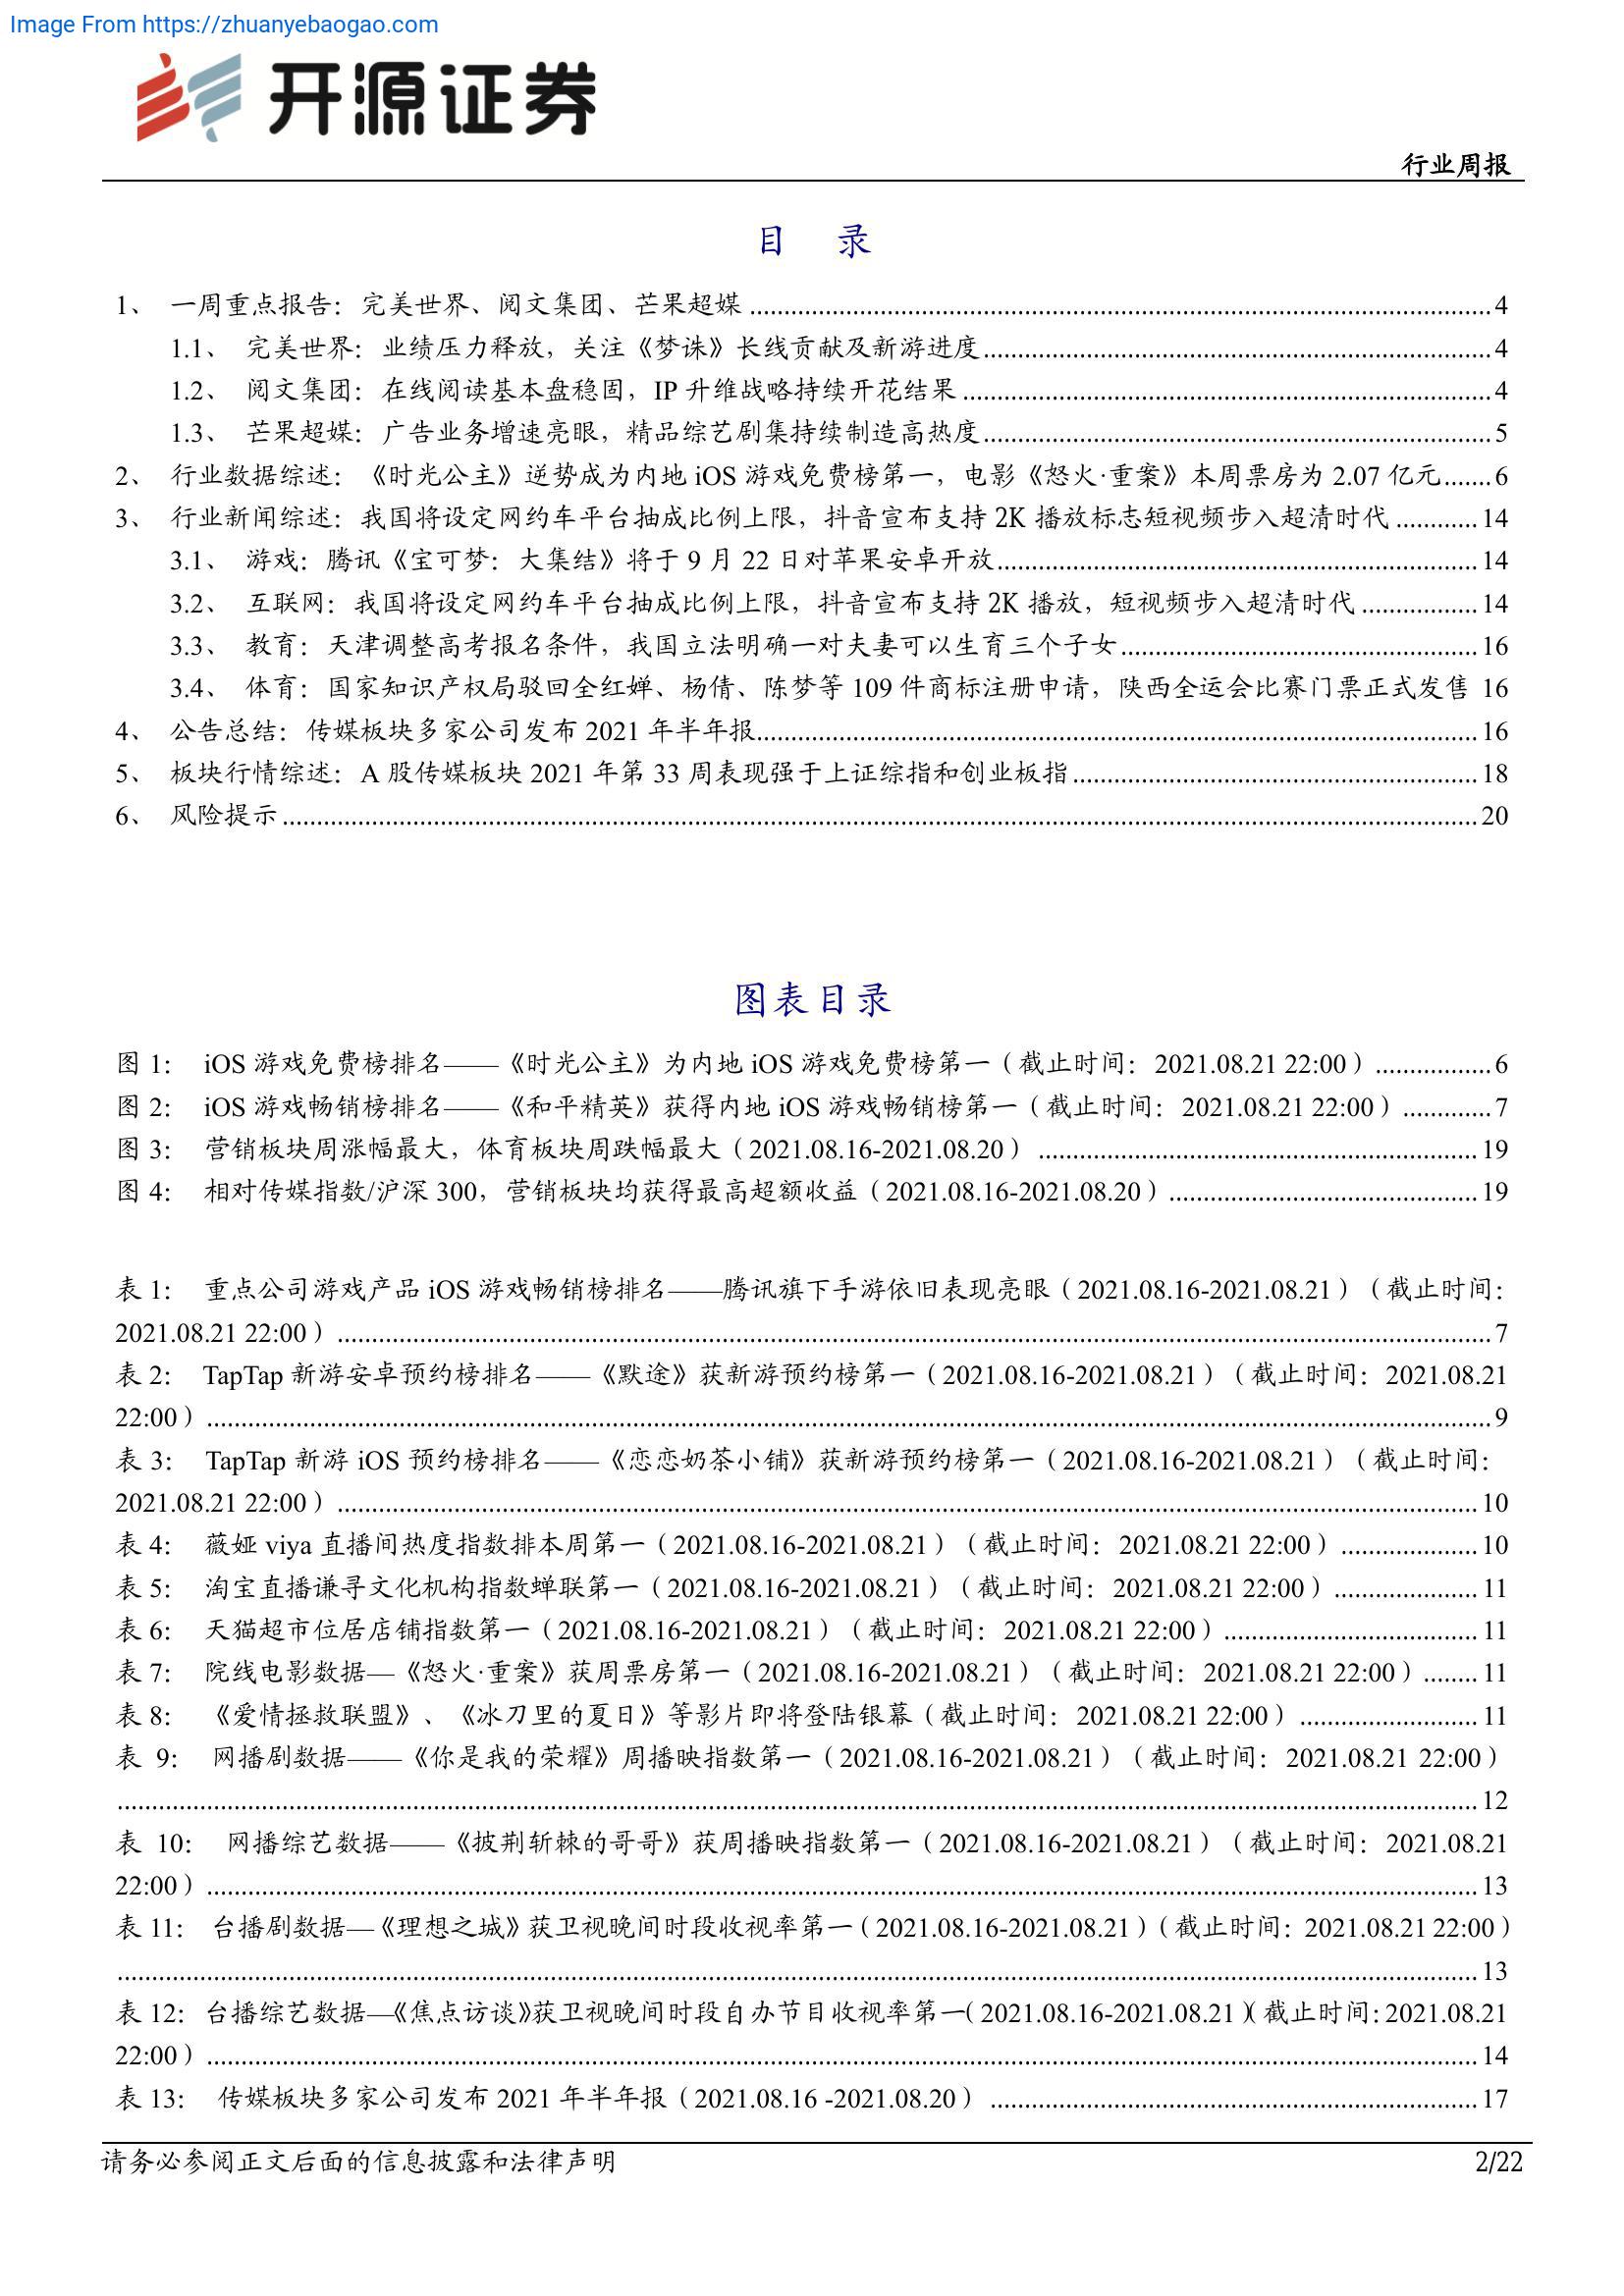 Image From https://zhuanyebaogao.com
开源证券
行业周报
目 录
1、 一周重点报告：完美世界、阅文集团、芒果超媒 4
1.1、 完美世界：业绩压力释放，关注《梦诛》长线贡献及新游进度 4
1.2、 阅文集团：在线阅读基本盘稳固，IP 升维战略持续开花结果 4
1.3、 芒果超媒：广告业务增速亮眼，精品综艺剧集持续制造高热度 5
2、 行业数据综述：《时光公主》逆势成为内地 iOS 游戏免费榜第一，电影《怒火·重案》本周票房为 2.07 亿元 6
3、 行业新闻综述：我国将设定网约车平台抽成比例上限，抖音宣布支持 2K 播放标志短视频步入超清时代 14
3.1、 游戏：腾讯《宝可梦：大集结》将于 9 月 22 日对苹果安卓开放 14
3.2、 互联网：我国将设定网约车平台抽成比例上限，抖音宣布支持 2K 播放，短视频步入超清时代 14
3.3、 教育：天津调整高考报名条件，我国立法明确一对夫妻可以生育三个子女 16
3.4、 体育：国家知识产权局驳回全红婵、杨倩、陈梦等 109 件商标注册申请，陕西全运会比赛门票正式发售 16
4、 公告总结：传媒板块多家公司发布 2021 年半年报 16
5、 板块行情综述：A 股传媒板块 2021 年第 33 周表现强于上证综指和创业板指 18
6、 风险提示 20
图表目录
图 1： iOS 游戏免费榜排名——《时光公主》为内地 iOS 游戏免费榜第一（截止时间：2021.08.21 22:00） 6
图 2： iOS 游戏畅销榜排名——《和平精英》获得内地 iOS 游戏畅销榜第一（截止时间：2021.08.21 22:00） 7
图 3： 营销板块周涨幅最大，体育板块周跌幅最大（2021.08.16-2021.08.20） 19
图 4： 相对传媒指数/沪深 300，营销板块均获得最高超额收益（2021.08.16-2021.08.20） 19
表 1： 重点公司游戏产品 iOS 游戏畅销榜排名——腾讯旗下手游依旧表现亮眼（2021.08.16-2021.08.21）（截止时间：
2021.08.21 22:00） 7
表 2： TapTap 新游安卓预约榜排名——《默途》获新游预约榜第一（2021.08.16-2021.08.21）（截止时间：2021.08.21
22:00） 9
表 3： TapTap 新游 iOS 预约榜排名——《恋恋奶茶小铺》获新游预约榜第一（2021.08.16-2021.08.21）（截止时间：
2021.08.21 22:00） 10
表 4： 薇娅 viya 直播间热度指数排本周第一（2021.08.16-2021.08.21）（截止时间：2021.08.21 22:00） 10
表 5： 淘宝直播谦寻文化机构指数蝉联第一（2021.08.16-2021.08.21）（截止时间：2021.08.21 22:00） 11
表 6： 天猫超市位居店铺指数第一（2021.08.16-2021.08.21）（截止时间：2021.08.21 22:00） 11
表 7： 院线电影数据—《怒火·重案》获周票房第一（2021.08.16-2021.08.21）（截止时间：2021.08.21 22:00） 11
表 8： 《爱情拯救联盟》、《冰刀里的夏日》等影片即将登陆银幕（截止时间：2021.08.21 22:00） 11
表 9： 网播剧数据——《你是我的荣耀》周播映指数第一（2021.08.16-2021.08.21）（截止时间：2021.08.21 22:00）
12
表 10： 网播综艺数据——《披荆斩棘的哥哥》获周播映指数第一（2021.08.16-2021.08.21）（截止时间：2021.08.21
22:00） 13
表 11： 台播剧数据—《理想之城》获卫视晚间时段收视率第一（2021.08.16-2021.08.21）（截止时间：2021.08.21 22:00）
13
表 12： 台播综艺数据—《焦点访谈》获卫视晚间时段自办节目收视率第一（2021.08.16-2021.08.21）（截止时间：2021.08.21
22:00） 14
表 13： 传媒板块多家公司发布 2021 年半年报（2021.08.16 -2021.08.20） 17
请务必参阅正文后面的信息披露和法律声明
2/22